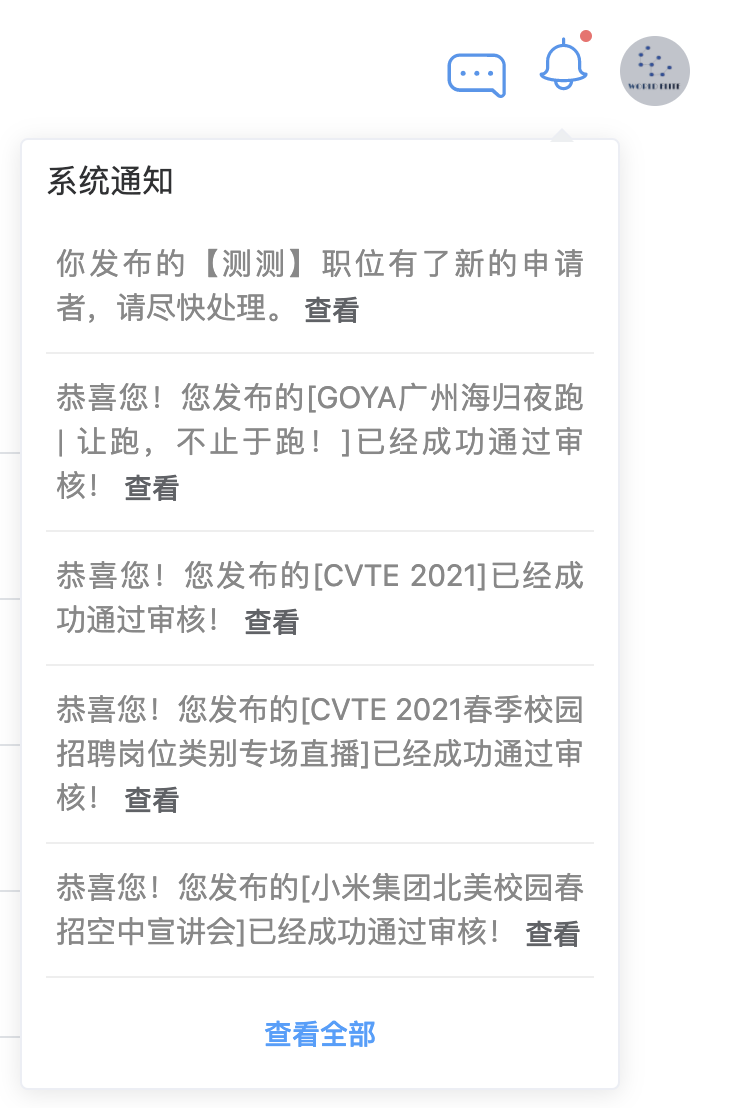 WORLD ELITE
系统通知
你发布的【测测】职位有了新的申请
者，请尽快处理。 查看
恭喜您！您发布的[GOYA广州海归夜跑
| 让跑，不止于跑！]已经成功通过审
核！ 查看
恭喜您！您发布的[CVTE 2021]已经成
功通过审核！ 查看
恭喜您！您发布的[CVTE 2021春季校园
招聘岗位类别专场直播]已经成功通过审
核！ 查看
恭喜您！您发布的[小米集团北美校园春
招空中宣讲会]已经成功通过审核！ 查看
查看全部